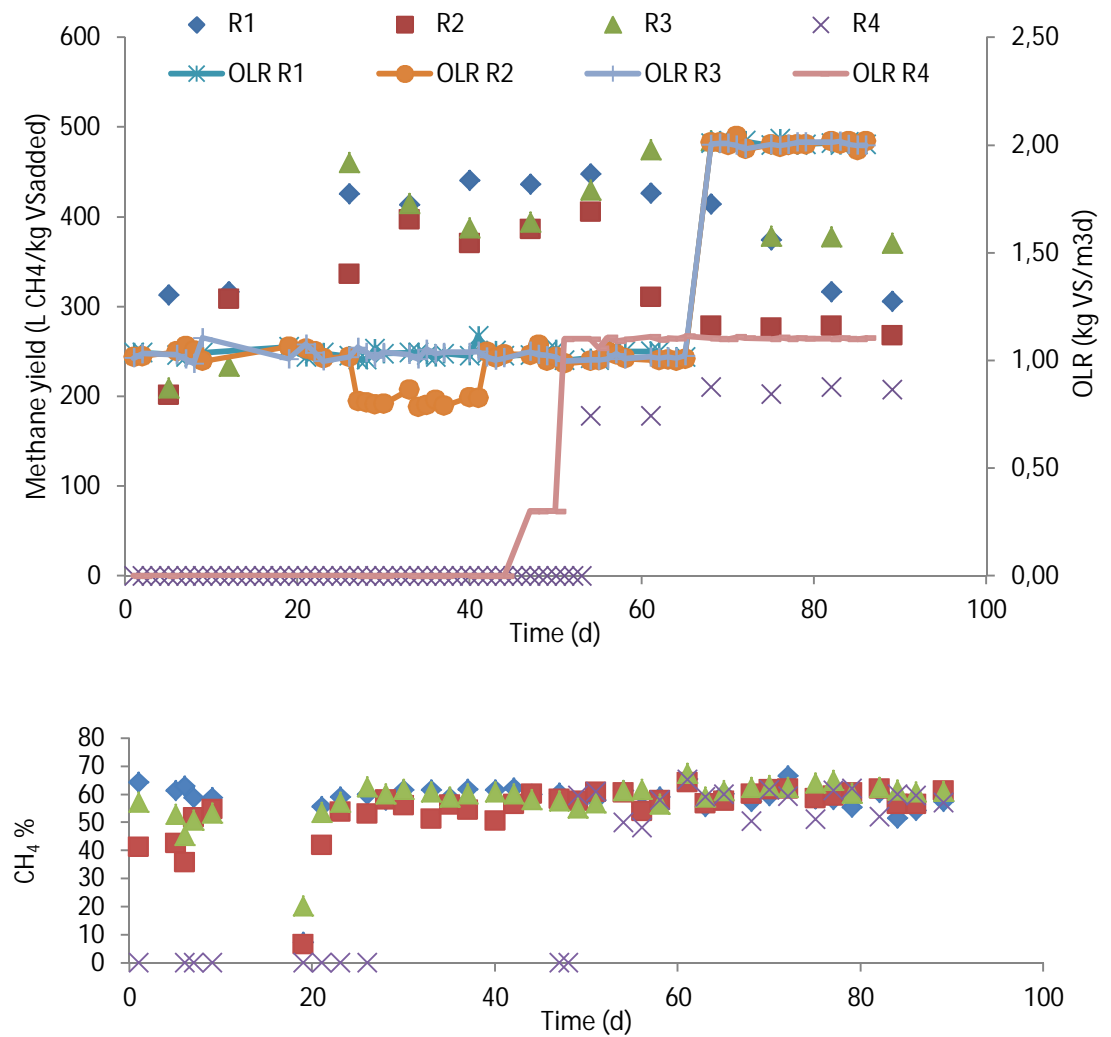 R1 R2 R3 R4
OLR R1 OLR R2 OLR R3 OLR R4
Methane yield (L CH4/kg VSadded)
600
500
400
300
200
100
0
2,50
2,00
1,50
1,00
0,50
0,00
OLR (kg VS/m3d)
0 20 40 60 80 100
Time (d)
CH₄ %
80
70
60
50
40
30
20
10
0
0 20 40 60 80 100
Time (d)